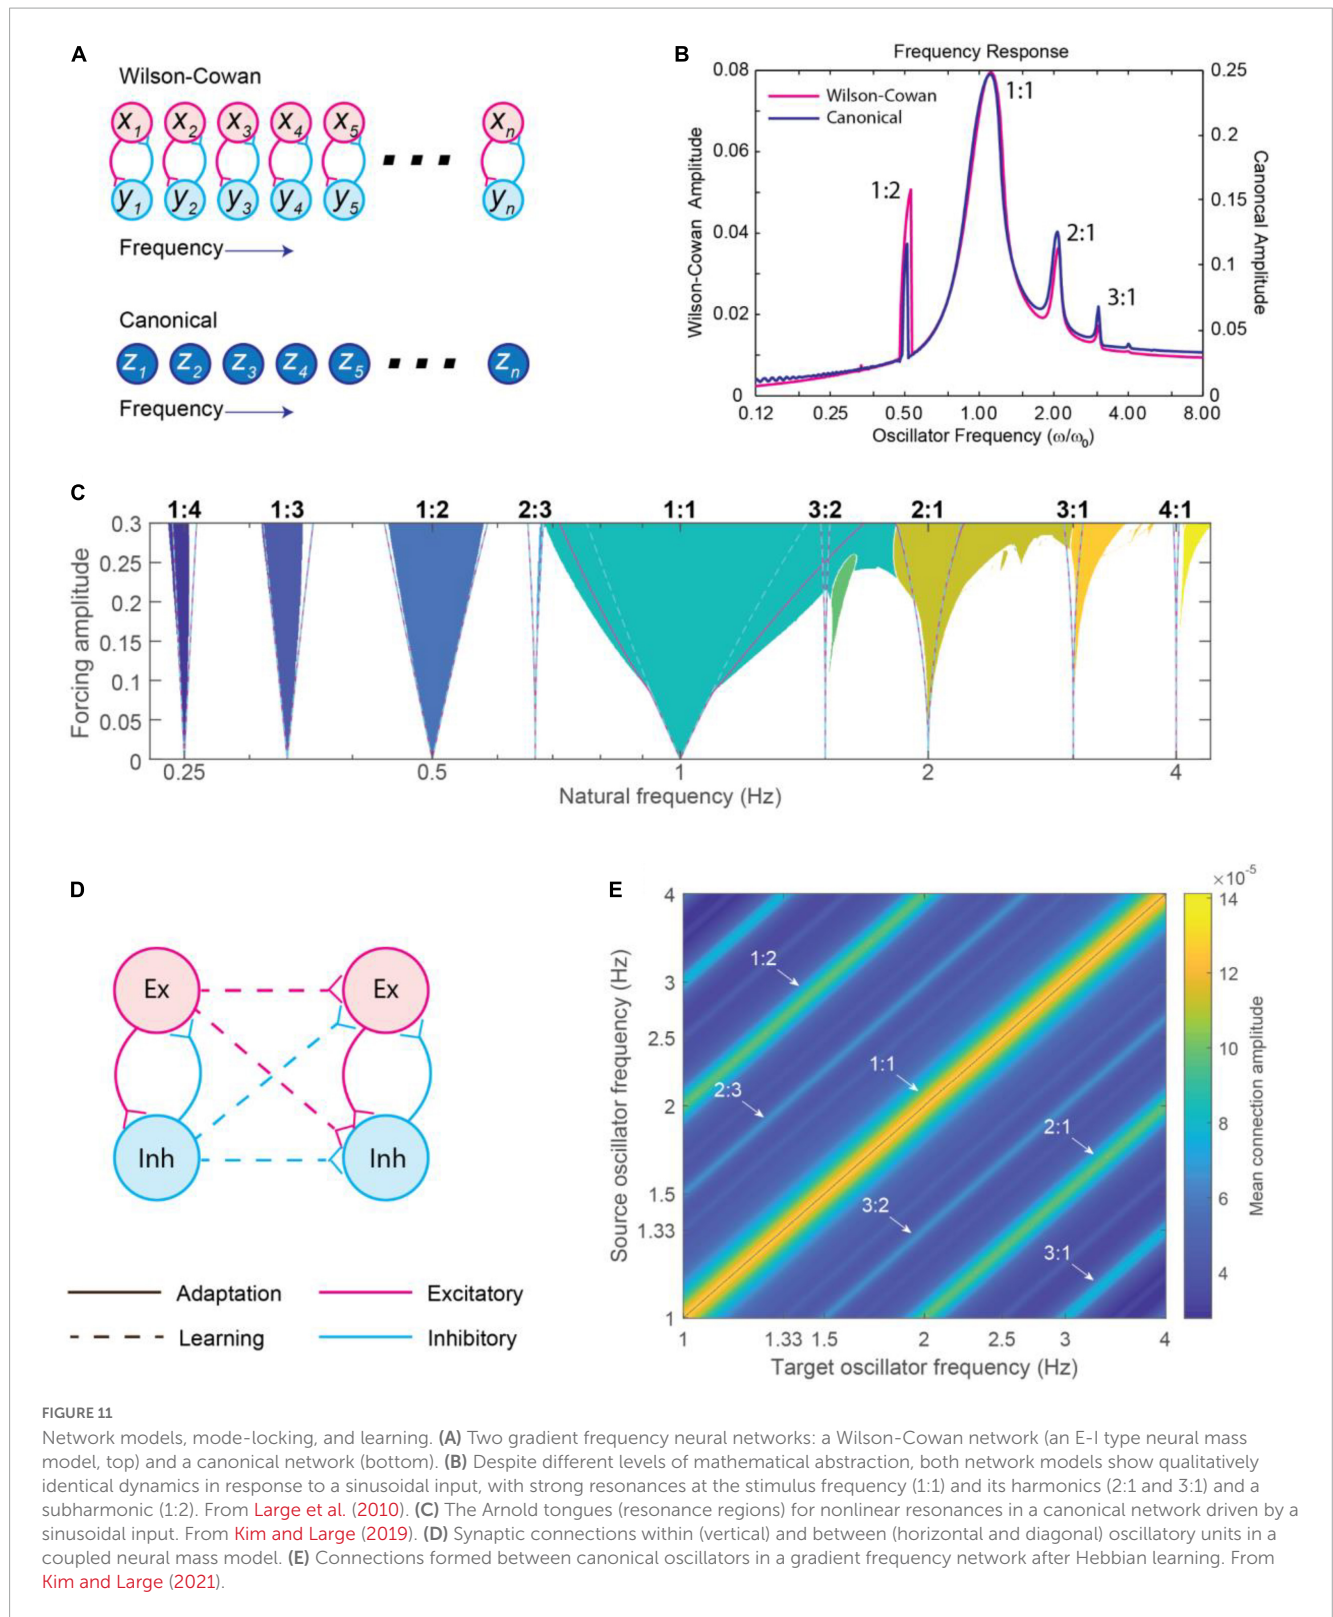 A
Wilson-Cowan
x1 x2 x3 x4 x5 xn
y1 y2 y3 y4 y5 yn
Frequency
Canonical
z1 z2 z3 z4 z5 zn
Frequency
B
Frequency Response
Wilson-Cowan
Canonical
1:2
1:1
2:1
3:1
Wilson-Cowan Amplitude
0.08
0.06
0.04
0.02
0
Canoncal Amplitude
0.25
0.2
0.15
0.1
0.05
0
0.12 0.25 0.50 1.00 2.00 4.00 8.00
Oscillator Frequency (ω/ω0)
C
1:4 1:3 1:2 2:3 1:1 3:2 2:1 3:1 4:1
Forcing amplitude
0.3
0.25
0.2
0.15
0.1
0.05
0
0.25 0.5 1 2 4
Natural frequency (Hz)
D
Ex Ex
Inh Inh
Adaptation Excitatory
Learning Inhibitory
E
Source oscillator frequency (Hz)
4
3
2.5
2
1.5
1.33
1
1:2
1:1
2:3
2:1
3:2
3:1
1 1.33 1.5 2 2.5 3 4
Target oscillator frequency (Hz)
×10-5
14
12
10
8
6
4
Mean connection amplitude
FIGURE 11
Network models, mode-locking, and learning. (A) Two gradient frequency neural networks: a Wilson-Cowan network (an E-I type neural mass
model, top) and a canonical network (bottom). (B) Despite different levels of mathematical abstraction, both network models show qualitatively
identical dynamics in response to a sinusoidal input, with strong resonances at the stimulus frequency (1:1) and its harmonics (2:1 and 3:1) and a
subharmonic (1:2). From Large et al. (2010). (C) The Arnold tongues (resonance regions) for nonlinear resonances in a canonical network driven by a
sinusoidal input. From Kim and Large (2019). (D) Synaptic connections within (vertical) and between (horizontal and diagonal) oscillatory units in a
coupled neural mass model. (E) Connections formed between canonical oscillators in a gradient frequency network after Hebbian learning. From
Kim and Large (2021).